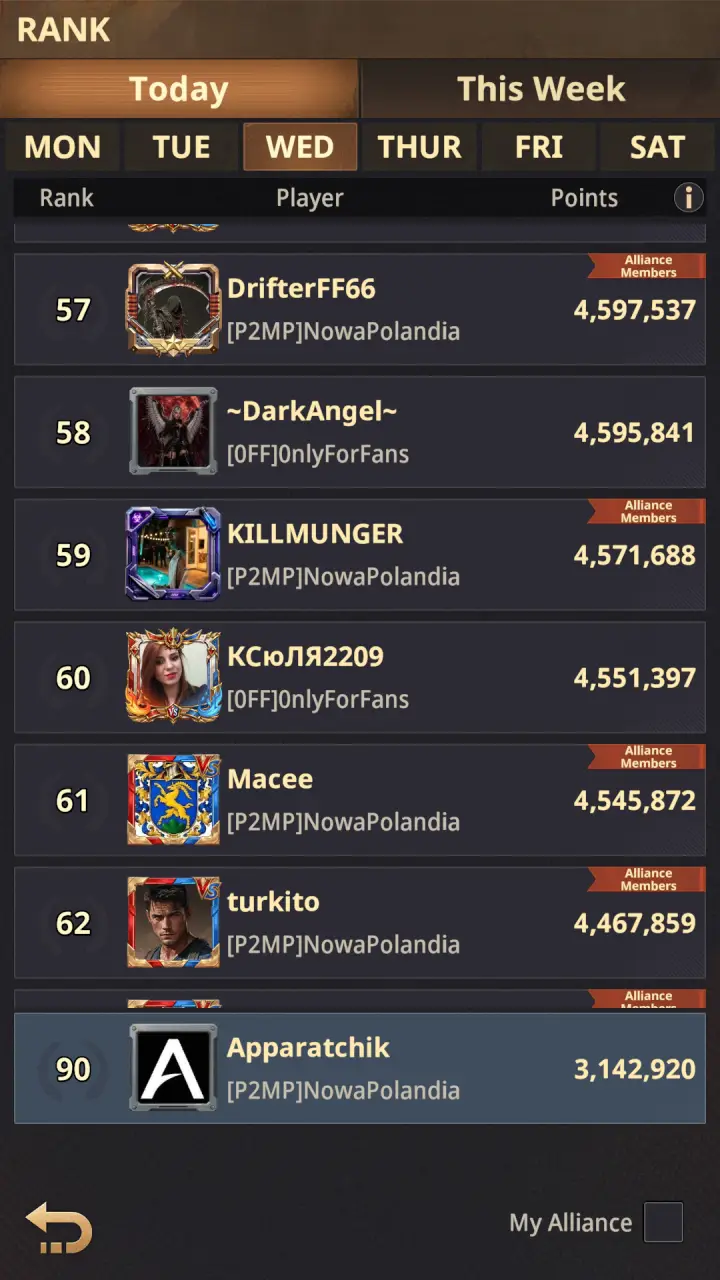 RANK
Today
This Week
MON
TUE
WED
THUR
FRI
SAT
Rank
Player
Points
57
DrifterFF66
[P2MP]NowaPolandia
Alliance
Members
4,597,537
58
~DarkAngel~
[0FF]0nlyForFans
4,595,841
59
KILLMUNGER
[P2MP]NowaPolandia
Alliance
Members
4,571,688
60
КСюЛЯ2209
[0FF]0nlyForFans
4,551,397
61
VS
Macee
[P2MP]NowaPolandia
Alliance
Members
4,545,872
62
VS
turkito
[P2MP]NowaPolandia
Alliance
Members
4,467,859
Alliance
90
Apparatchik
[P2MP]NowaPolandia
3,142,920
My Alliance